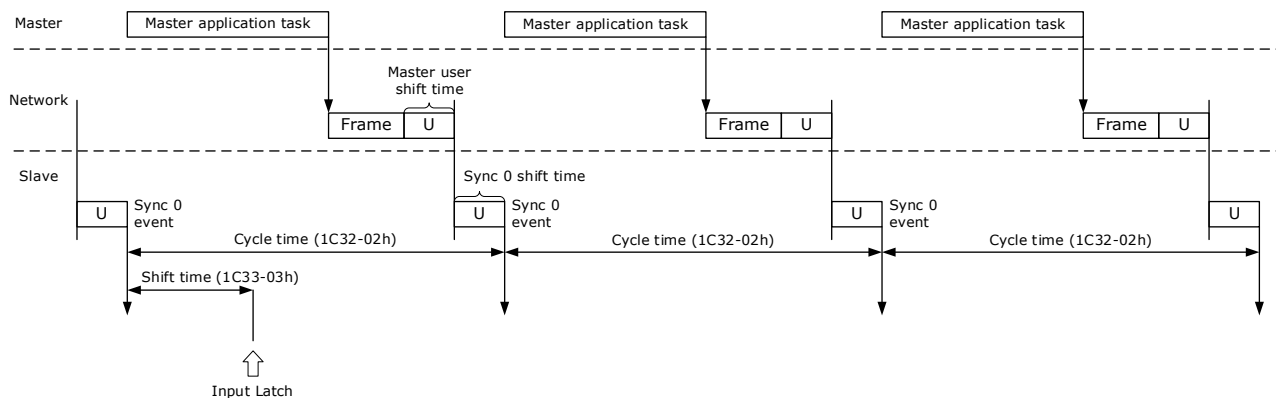 Master
Master application task
Master application task
Master application task
Master user
shift time
Network
Frame
U
Frame
U
Frame
U
Slave
Sync 0 shift time
U
Sync 0
event
U
Sync 0
event
U
Sync 0
event
U
Cycle time (1C32-02h)
Cycle time (1C32-02h)
Cycle time (1C32-02h)
Shift time (1C33-03h)
Input Latch